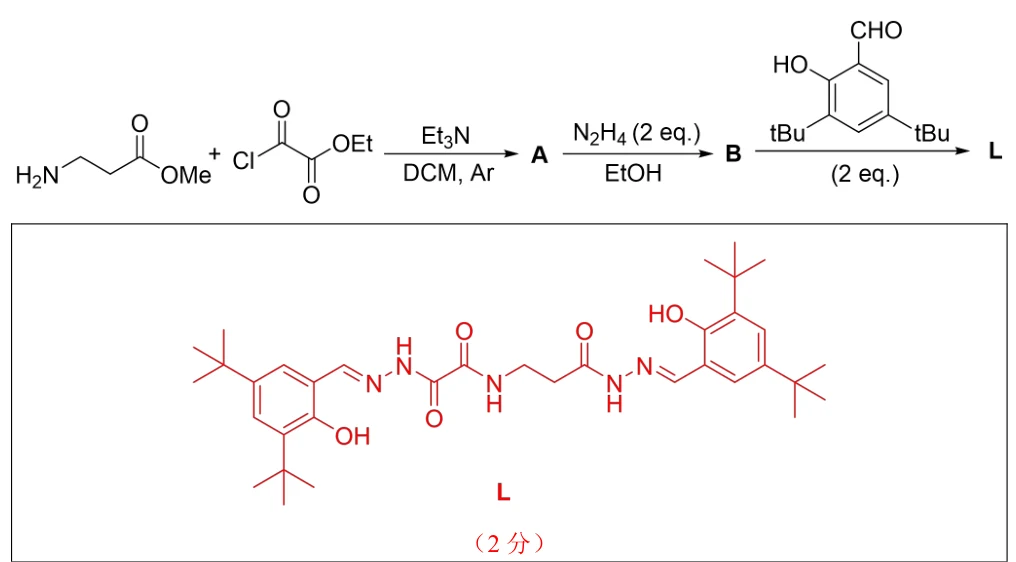 CHO
HO
tBu
tBu
(2 eq.)
H₂N
O
OMe
+
Cl
O
OEt
O
Et₃N
DCM, Ar
A
N₂H₄ (2 eq.)
EtOH
B
L
OH
N
H
N
O
O
N
H
O
N
H
N
HO
L
(2 分)